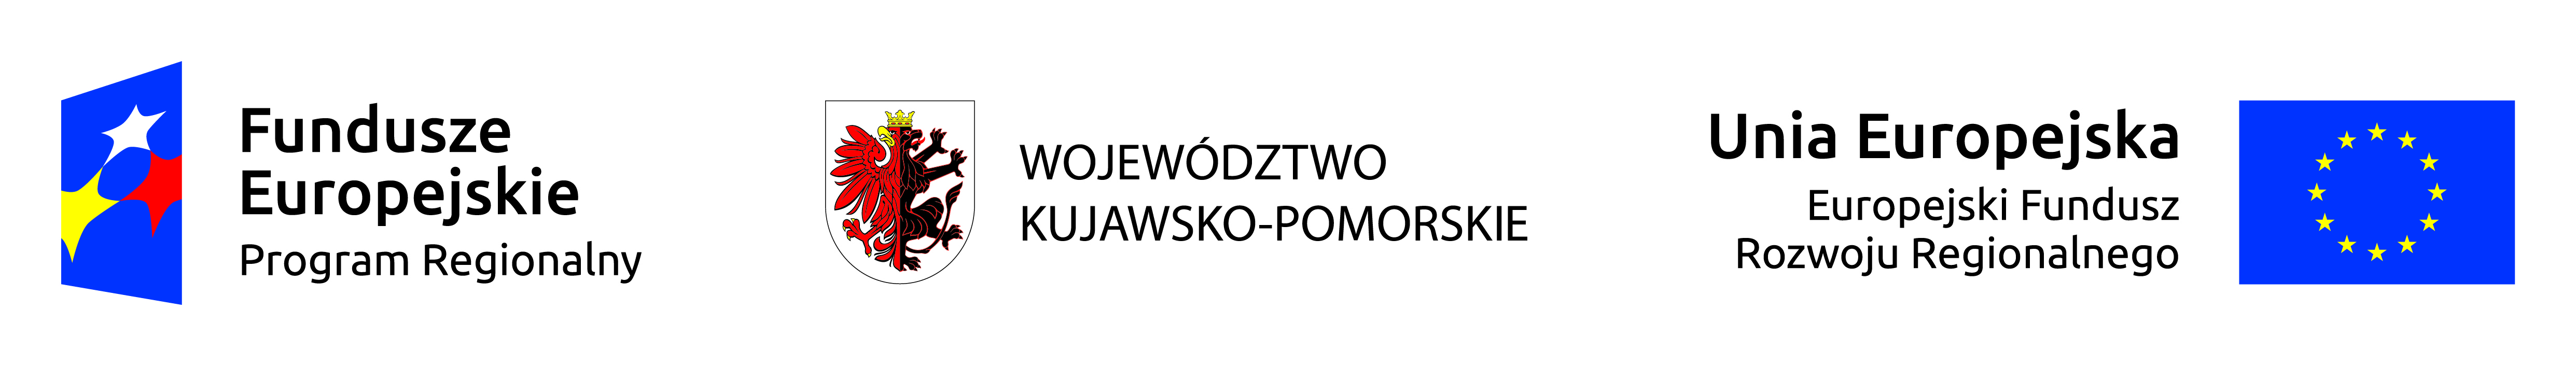 Fundusze
Europejskie
Program Regionalny
WOJEWÓDZTWO
KUJAWSKO-POMORSKIE
Unia Europejska
Europejski Fundusz
Rozwoju Regionalnego